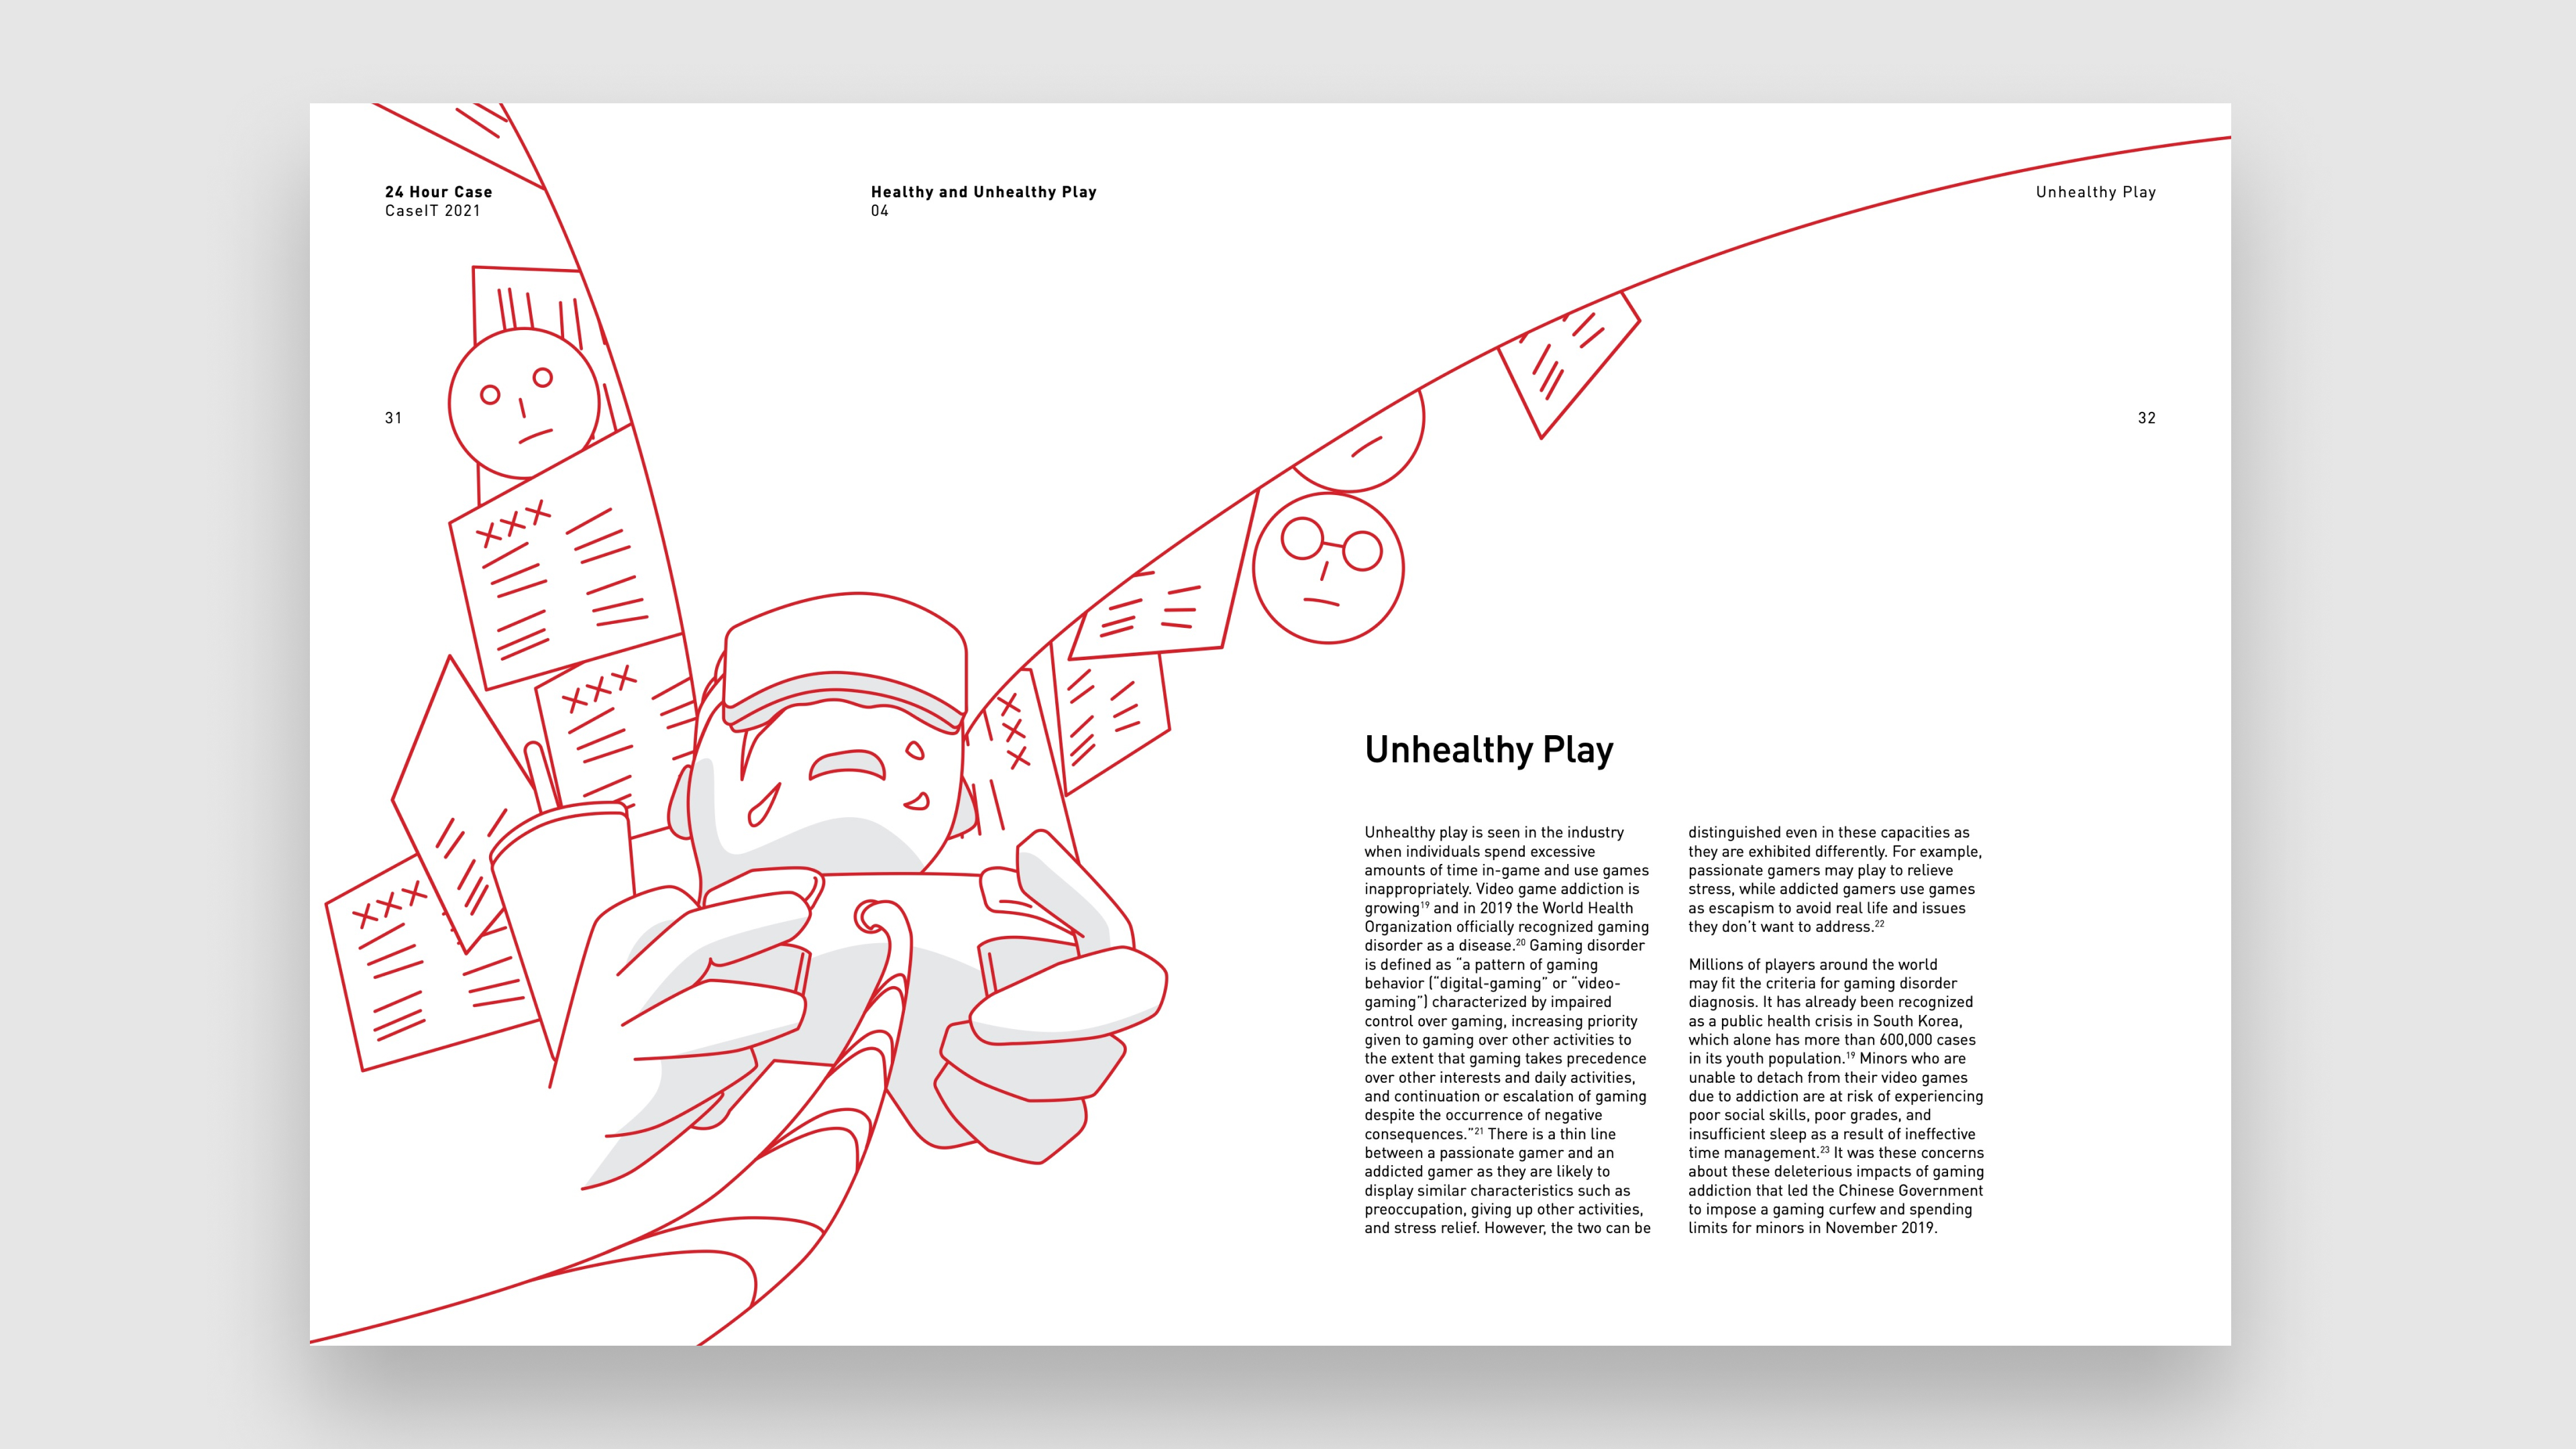 24 Hour Case
CaseIT 2021
Healthy and Unhealthy Play
04
Unhealthy Play
31
32
Unhealthy Play
Unhealthy play is seen in the industry
when individuals spend excessive
amounts of time in-game and use games
inappropriately. Video game addiction is
growing¹⁹ and in 2019 the World Health
Organization officially recognized gaming
disorder as a disease.²⁰ Gaming disorder
is defined as “a pattern of gaming
behavior (“digital-gaming” or “video-
gaming”) characterized by impaired
control over gaming, increasing priority
given to gaming over other activities to
the extent that gaming takes precedence
over other interests and daily activities,
and continuation or escalation of gaming
despite the occurrence of negative
consequences.”²¹ There is a thin line
between a passionate gamer and an
addicted gamer as they are likely to
display similar characteristics such as
preoccupation, giving up other activities,
and stress relief. However, the two can be
distinguished even in these capacities as
they are exhibited differently. For example,
passionate gamers may play to relieve
stress, while addicted gamers use games
as escapism to avoid real life and issues
they don’t want to address.²²
Millions of players around the world
may fit the criteria for gaming disorder
diagnosis. It has already been recognized
as a public health crisis in South Korea,
which alone has more than 600,000 cases
in its youth population.¹⁹ Minors who are
unable to detach from their video games
due to addiction are at risk of experiencing
poor social skills, poor grades, and
insufficient sleep as a result of ineffective
time management.²³ It was these concerns
about these deleterious impacts of gaming
addiction that led the Chinese Government
to impose a gaming curfew and spending
limits for minors in November 2019.